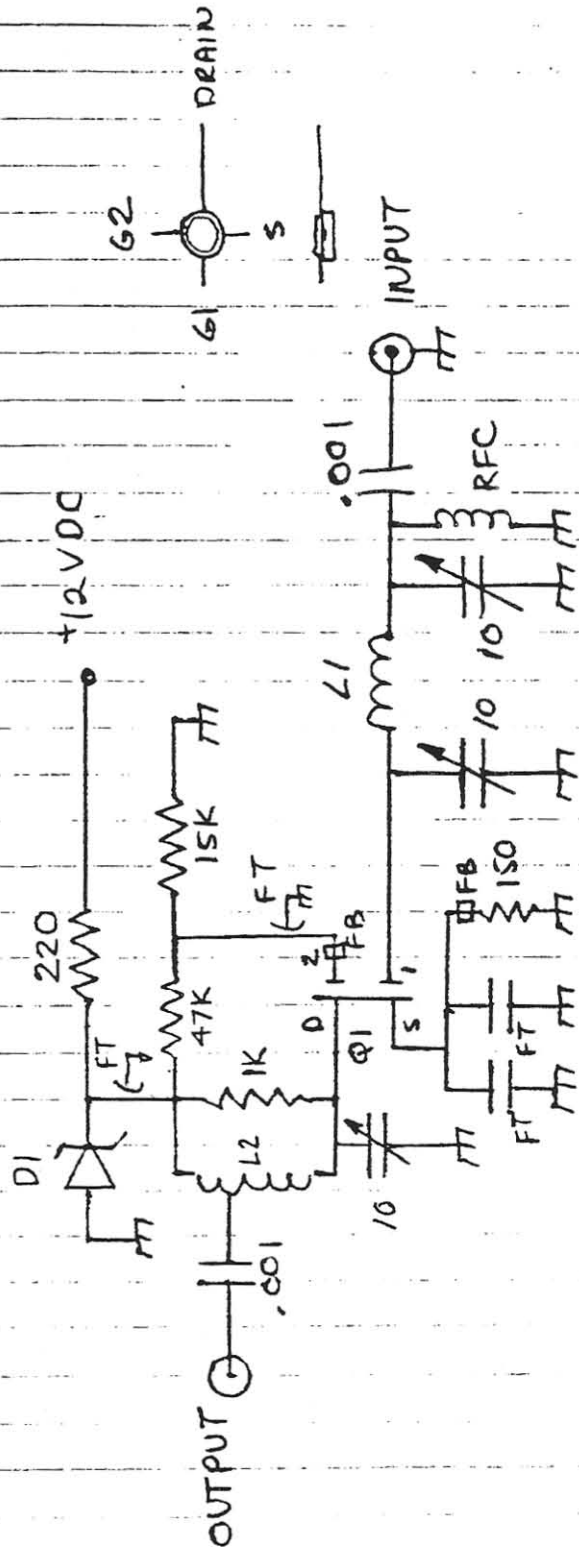 +12VDC
220
D1
FT
15K
47K
FT
1K
L2
.001
OUTPUT
10
D
2
FB
Q1
S
1
FT
FT
FB
150
L1
10
10
RFC
.001
INPUT
G2
G1
S
DRAIN